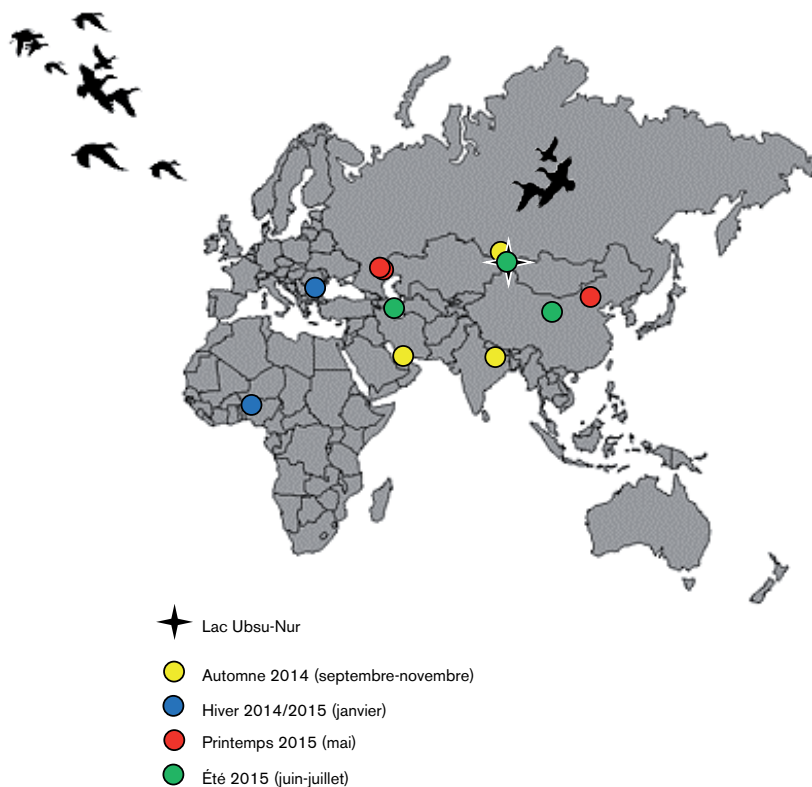 Lac Ubsu-Nur
Automne 2014 (septembre-novembre)
Hiver 2014/2015 (janvier)
Printemps 2015 (mai)
Été 2015 (juin-juillet)